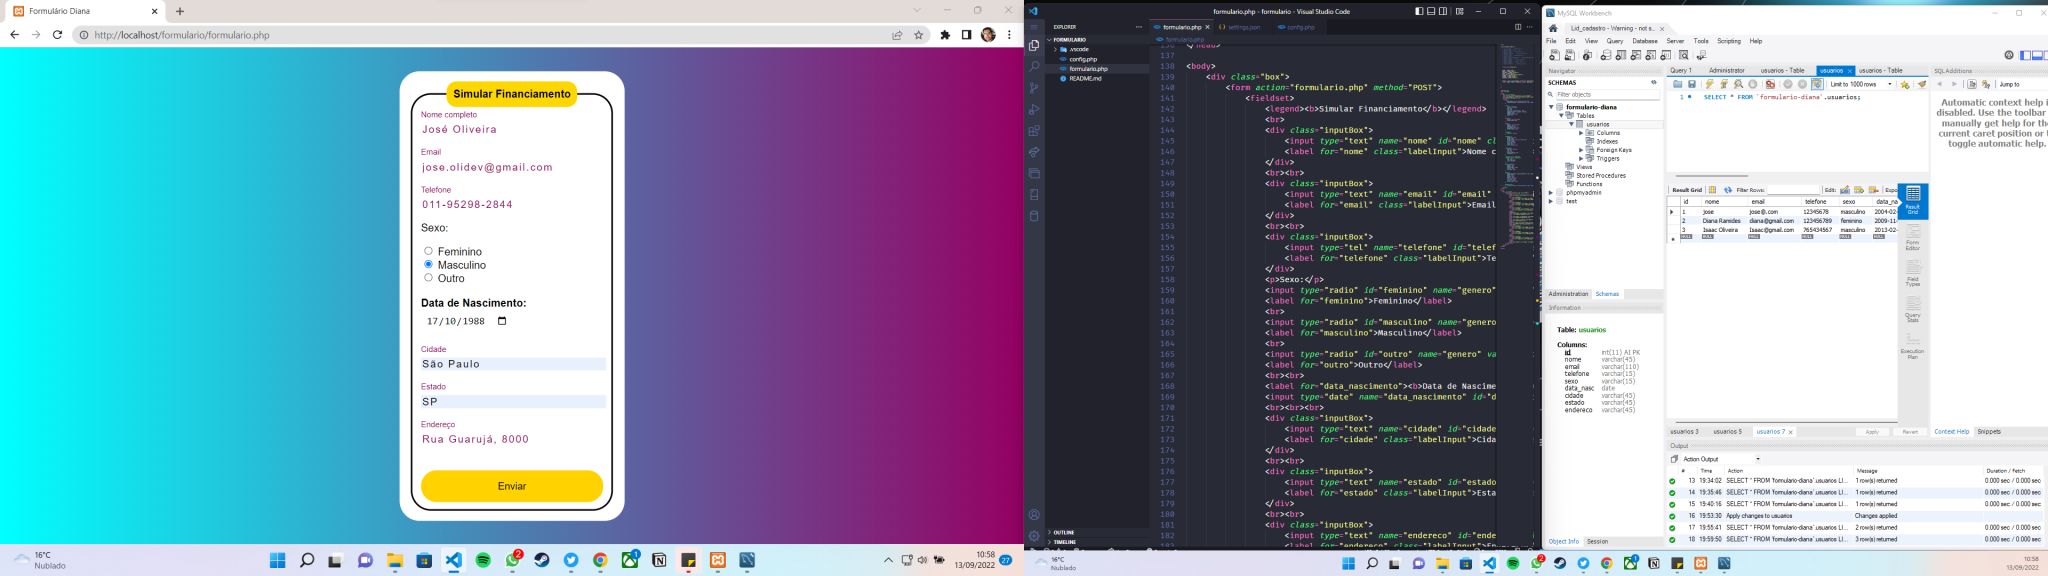 Formulário Diana
http://localhost/formulario/formulario.php
Simular Financiamento
Nome completo
José Oliveira
Email
jose.olidev@gmail.com
Telefone
011-95298-2844
Sexo:
Feminino
Masculino
Outro
Data de Nascimento:
17/10/1988
Cidade
São Paulo
Estado
SP
Endereço
Rua Guarujá, 8000
Enviar
16°C
Nublado
2
1
10:58
13/09/2022
27
formulario.php - formulario - Visual Studio Code
EXPLORER
FORMULARIO
.vscode
config.php
formulario.php
README.md
OUTLINE
TIMELINE
formulario.php
settings.json
config.php
formulario.php
136 </head>
137
138 <body>
139 <div class="box">
140 <form action="formulario.php" method="POST">
141 <fieldset>
142 <legend><b>Simular Financiamento</b></legend>
143 <br>
144 <div class="inputBox">
145 <input type="text" name="nome" id="nome" cl
146 <label for="nome" class="labelInput">Nome c
147 </div>
148 <br><br>
149 <div class="inputBox">
150 <input type="text" name="email" id="email"
151 <label for="email" class="labelInput">Email
152 </div>
153 <br><br>
154 <div class="inputBox">
155 <input type="tel" name="telefone" id="telef
156 <label for="telefone" class="labelInput">Te
157 </div>
158 <p>Sexo:</p>
159 <input type="radio" id="feminino" name="genero"
160 <label for="feminino">Feminino</label>
161 <br>
162 <input type="radio" id="masculino" name="genero
163 <label for="masculino">Masculino</label>
164 <br>
165 <input type="radio" id="outro" name="genero" va
166 <label for="outro">Outro</label>
167 <br><br>
168 <label for="data_nascimento"><b>Data de Nascime
169 <input type="date" name="data_nascimento" id="d
170 <br><br><br>
171 <div class="inputBox">
172 <input type="text" name="cidade" id="cidade
173 <label for="cidade" class="labelInput">Cida
174 </div>
175 <br><br>
176 <div class="inputBox">
177 <input type="text" name="estado" id="estado
178 <label for="estado" class="labelInput">Esta
179 </div>
180 <br><br>
181 <div class="inputBox">
182 <input type="text" name="endereco" id="ende
183 <label for="endereco" class="labelInput">En
MySQL Workbench
Lid_cadastro - Warning - not s...
File Edit View Query Database Server Tools Scripting Help
Navigator
SCHEMAS
Filter objects
formulario-diana
Tables
usuarios
Columns
Indexes
Foreign Keys
Triggers
Views
Stored Procedures
Functions
phpmyadmin
test
Administration Schemas
Information
Table: usuarios
Columns:
id int(11) AI PK
nome varchar(45)
email varchar(110)
telefone varchar(15)
sexo varchar(15)
data_nasc date
cidade varchar(45)
estado varchar(45)
endereco varchar(45)
Object Info Session
Query 1 Administrator usuarios - Table usuarios usuarios - Table
Limit to 1000 rows
1 SELECT * FROM `formulario-diana`.usuarios;
Result Grid Filter Rows: Edit: Expo
id nome email telefone sexo data_na
1 jose jose@.com 12345678 masculino 2004-02-
2 Diana Ramides diana@gmail.com 123456789 feminino 2009-11-
3 Isaac Oliveira Isaac@gmail.com 765434567 masculino 2013-02-
NULL NULL NULL NULL NULL NULL
Result Grid
Form Editor
Field Types
Query Stats
Execution Plan
usuarios 3 usuarios 5 usuarios 7
Apply Revert
Output
Action Output
# Time Action Message Duration / Fetch
13 19:34:02 SELECT * FROM `formulario-diana`.usuarios LI... 1 row(s) returned 0.000 sec / 0.000 sec
14 19:35:46 SELECT * FROM `formulario-diana`.usuarios LI... 1 row(s) returned 0.000 sec / 0.000 sec
15 19:40:16 SELECT * FROM `formulario-diana`.usuarios LI... 1 row(s) returned 0.000 sec / 0.000 sec
16 19:53:30 Apply changes to usuarios Changes applied
17 19:55:41 SELECT * FROM `formulario-diana`.usuarios LI... 2 row(s) returned 0.000 sec / 0.000 sec
18 19:59:50 SELECT * FROM `formulario-diana`.usuarios LI... 3 row(s) returned 0.000 sec / 0.000 sec
SQL Additions
Jump to
Automatic context help i
disabled. Use the toolbar
manually get help for the
current caret position or t
toggle automatic help.
Context Help Snippets
16°C
Nublado
10:58
13/09/2022